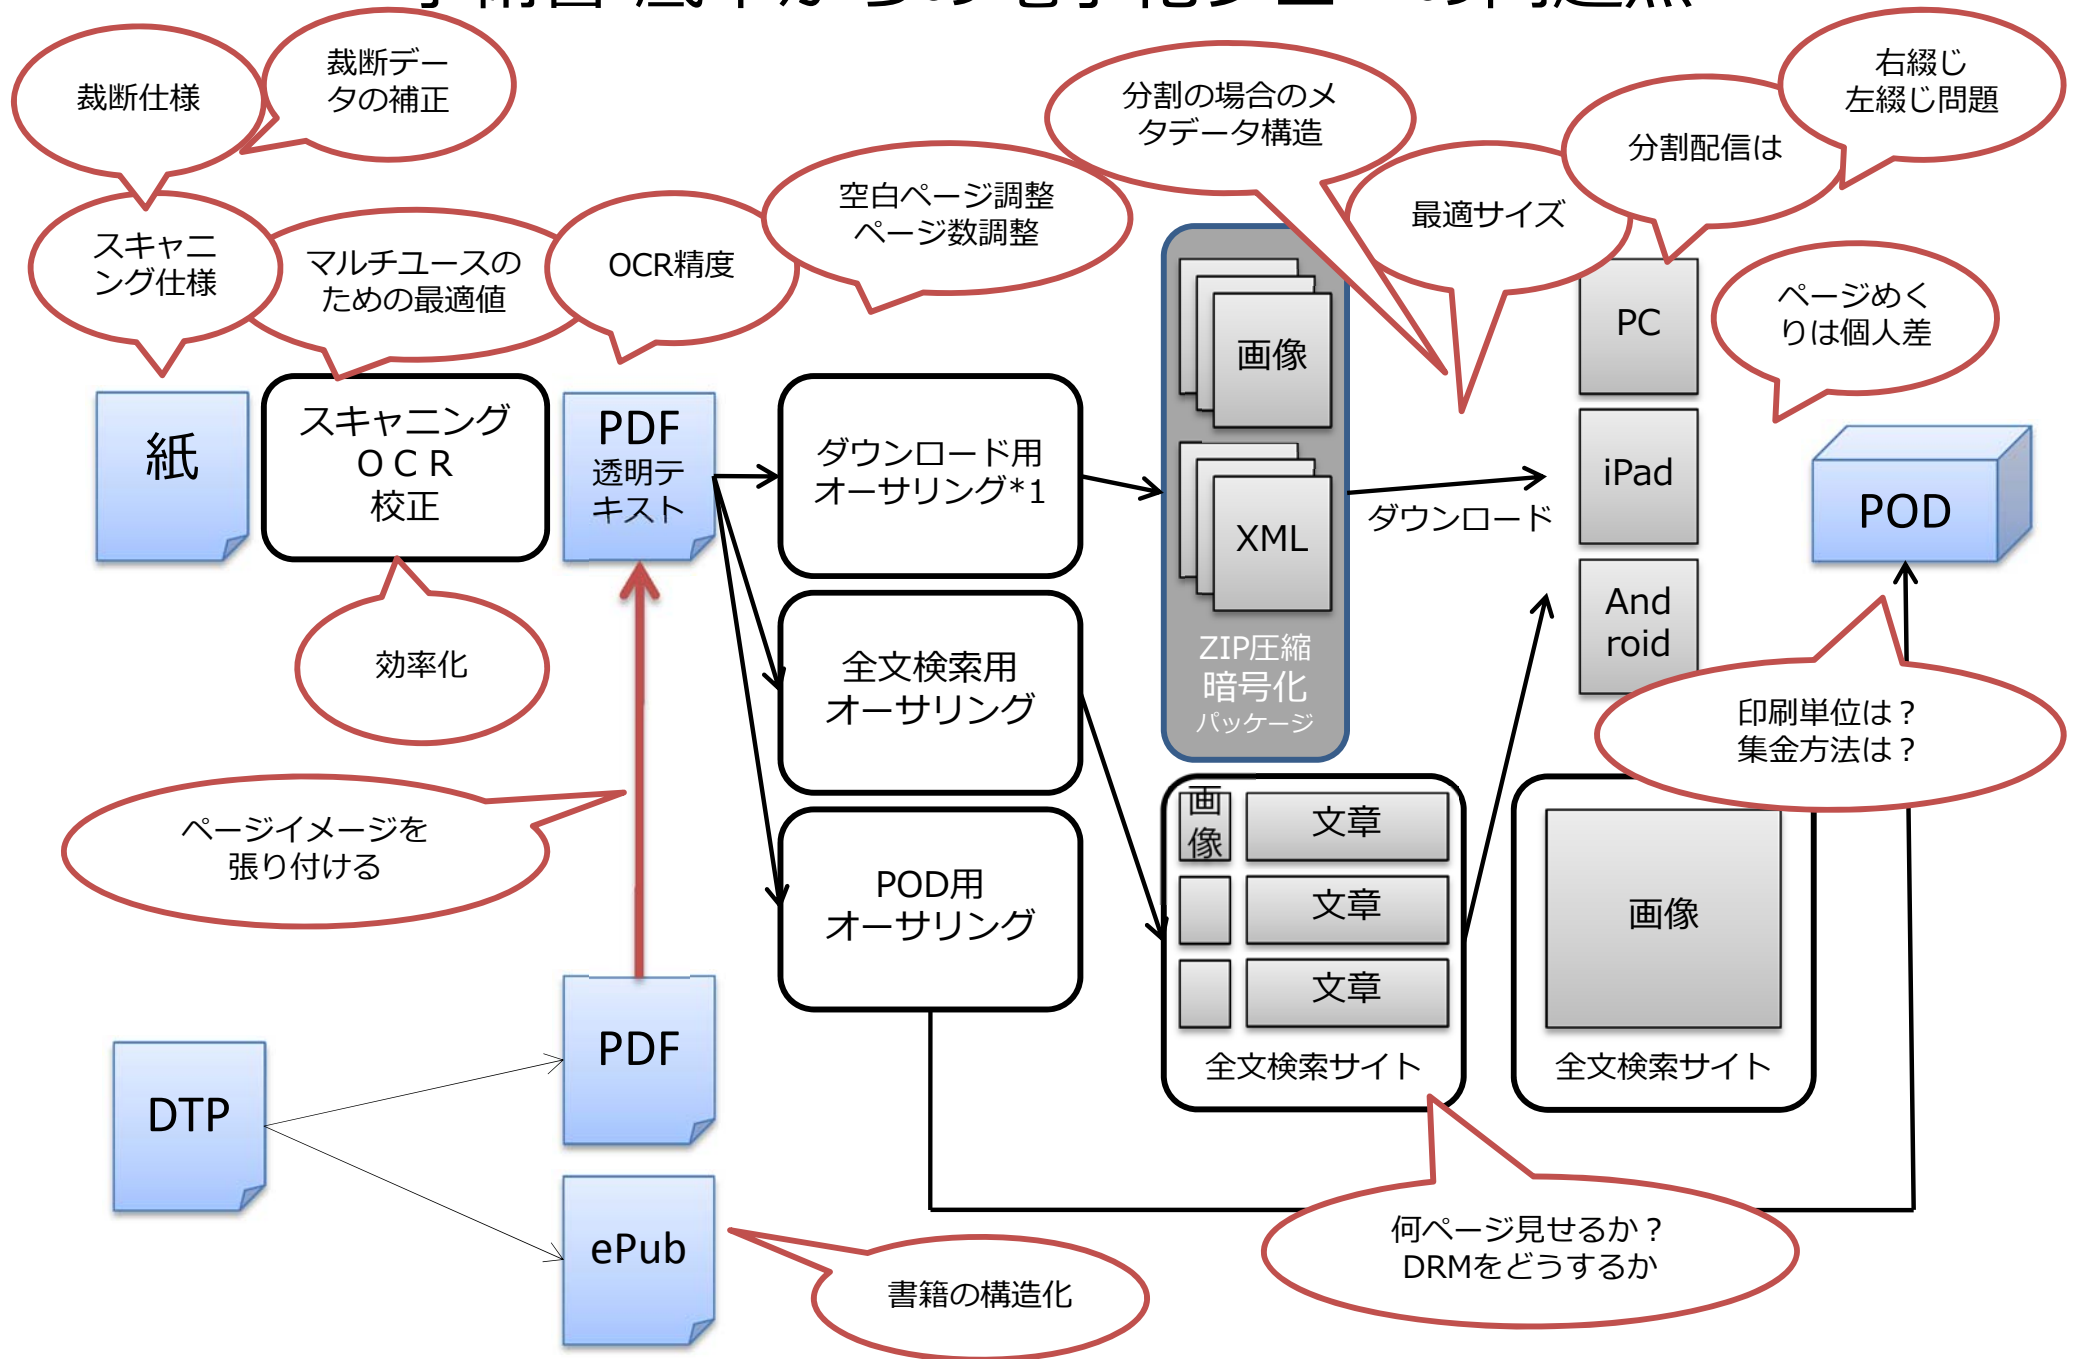 裁断仕様
裁断デー
タの補正
分割の場合のメ
タデータ構造
右綴じ
左綴じ問題
分割配信は
最適サイズ
空白ページ調整
ページ数調整
スキャニ
ング仕様
マルチユースの
ための最適値
OCR精度
ページめく
りは個人差
紙
スキャニング
ＯＣＲ
校正
PDF
透明テ
キスト
ダウンロード用
オーサリング*1
画像
XML
ZIP圧縮
暗号化
パッケージ
ダウンロード
PC
iPad
And
roid
POD
効率化
全文検索用
オーサリング
印刷単位は？
集金方法は？
ページイメージを
張り付ける
POD用
オーサリング
画
像
文章
文章
文章
全文検索サイト
画像
全文検索サイト
DTP
PDF
ePub
書籍の構造化
何ページ見せるか？
DRMをどうするか